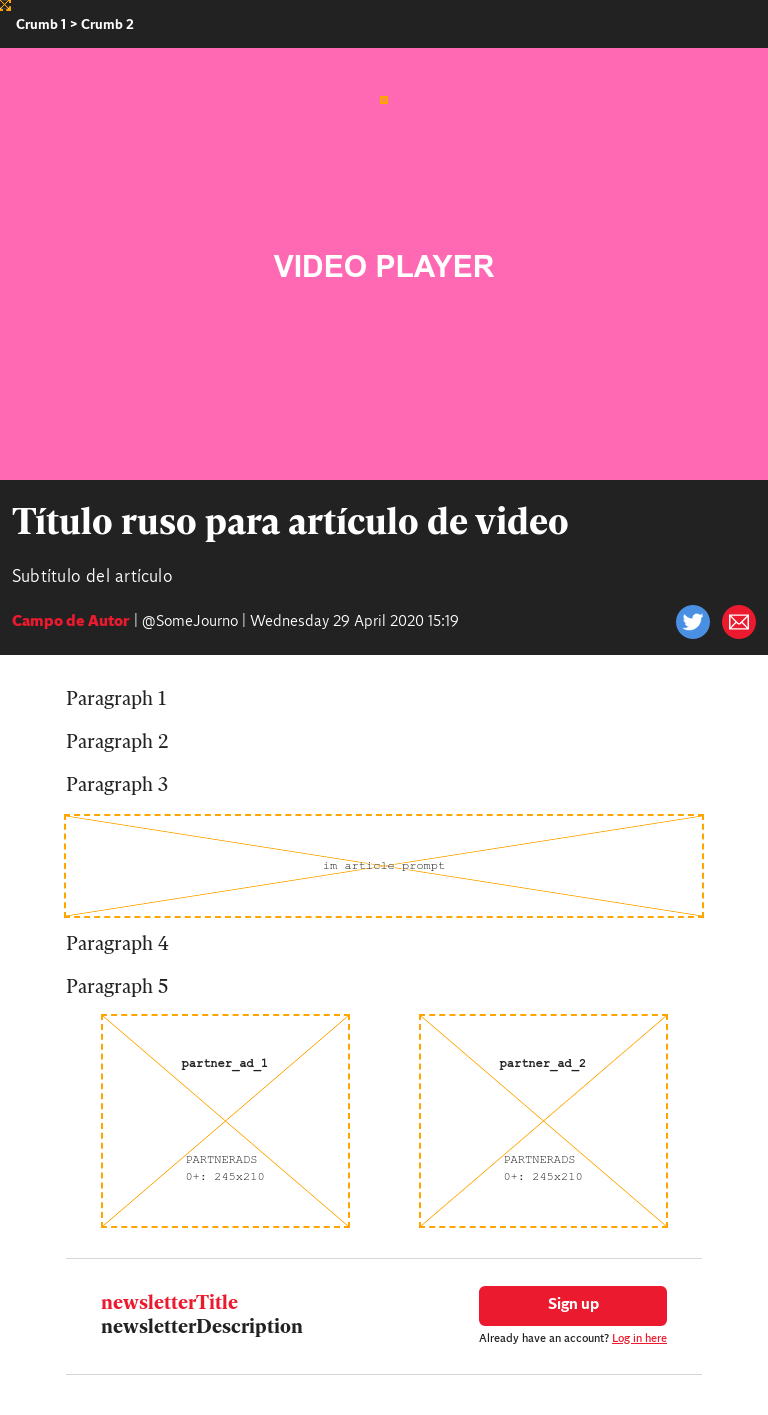 Crumb 1 > Crumb 2
VIDEO PLAYER
Título ruso para artículo de video
Subtítulo del artículo
Campo de Autor | @SomeJourno | Wednesday 29 April 2020 15:19
Paragraph 1
Paragraph 2
Paragraph 3
im article prompt
Paragraph 4
Paragraph 5
partner_ad_1
PARTNERADS
0+: 245x210
partner_ad_2
PARTNERADS
0+: 245x210
newsletterTitle
newsletterDescription
Sign up
Already have an account? Log in here